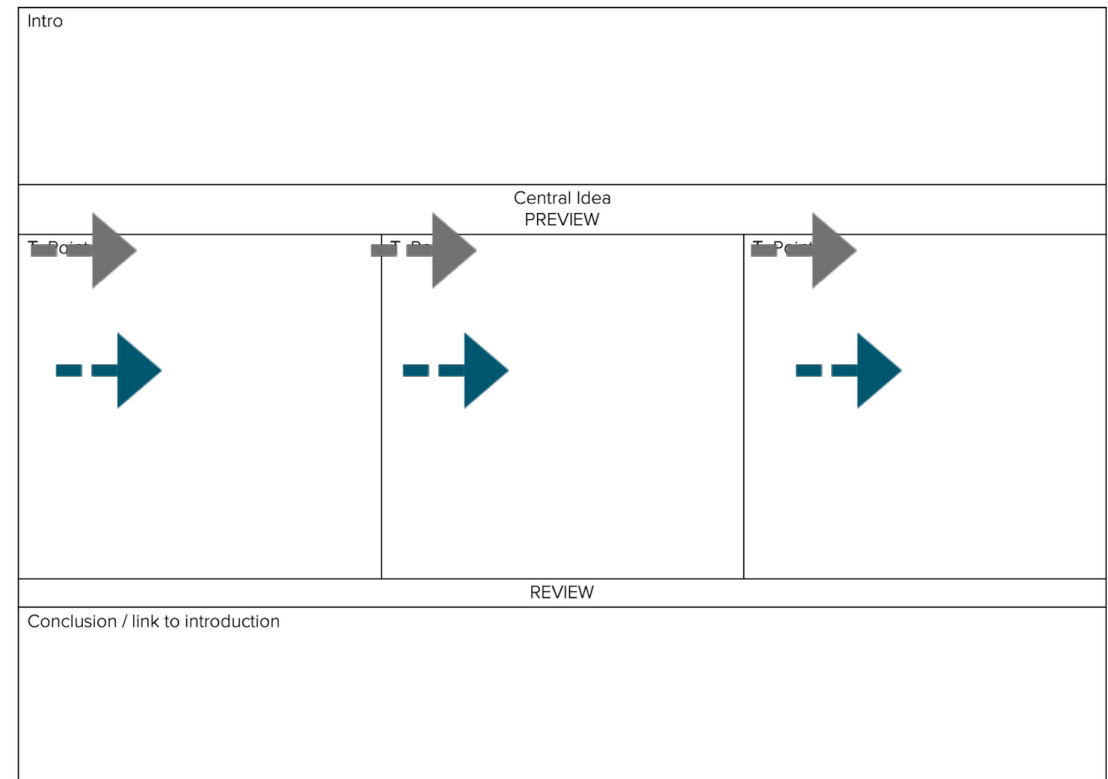 Intro
Central Idea
PREVIEW
REVIEW
Conclusion / link to introduction